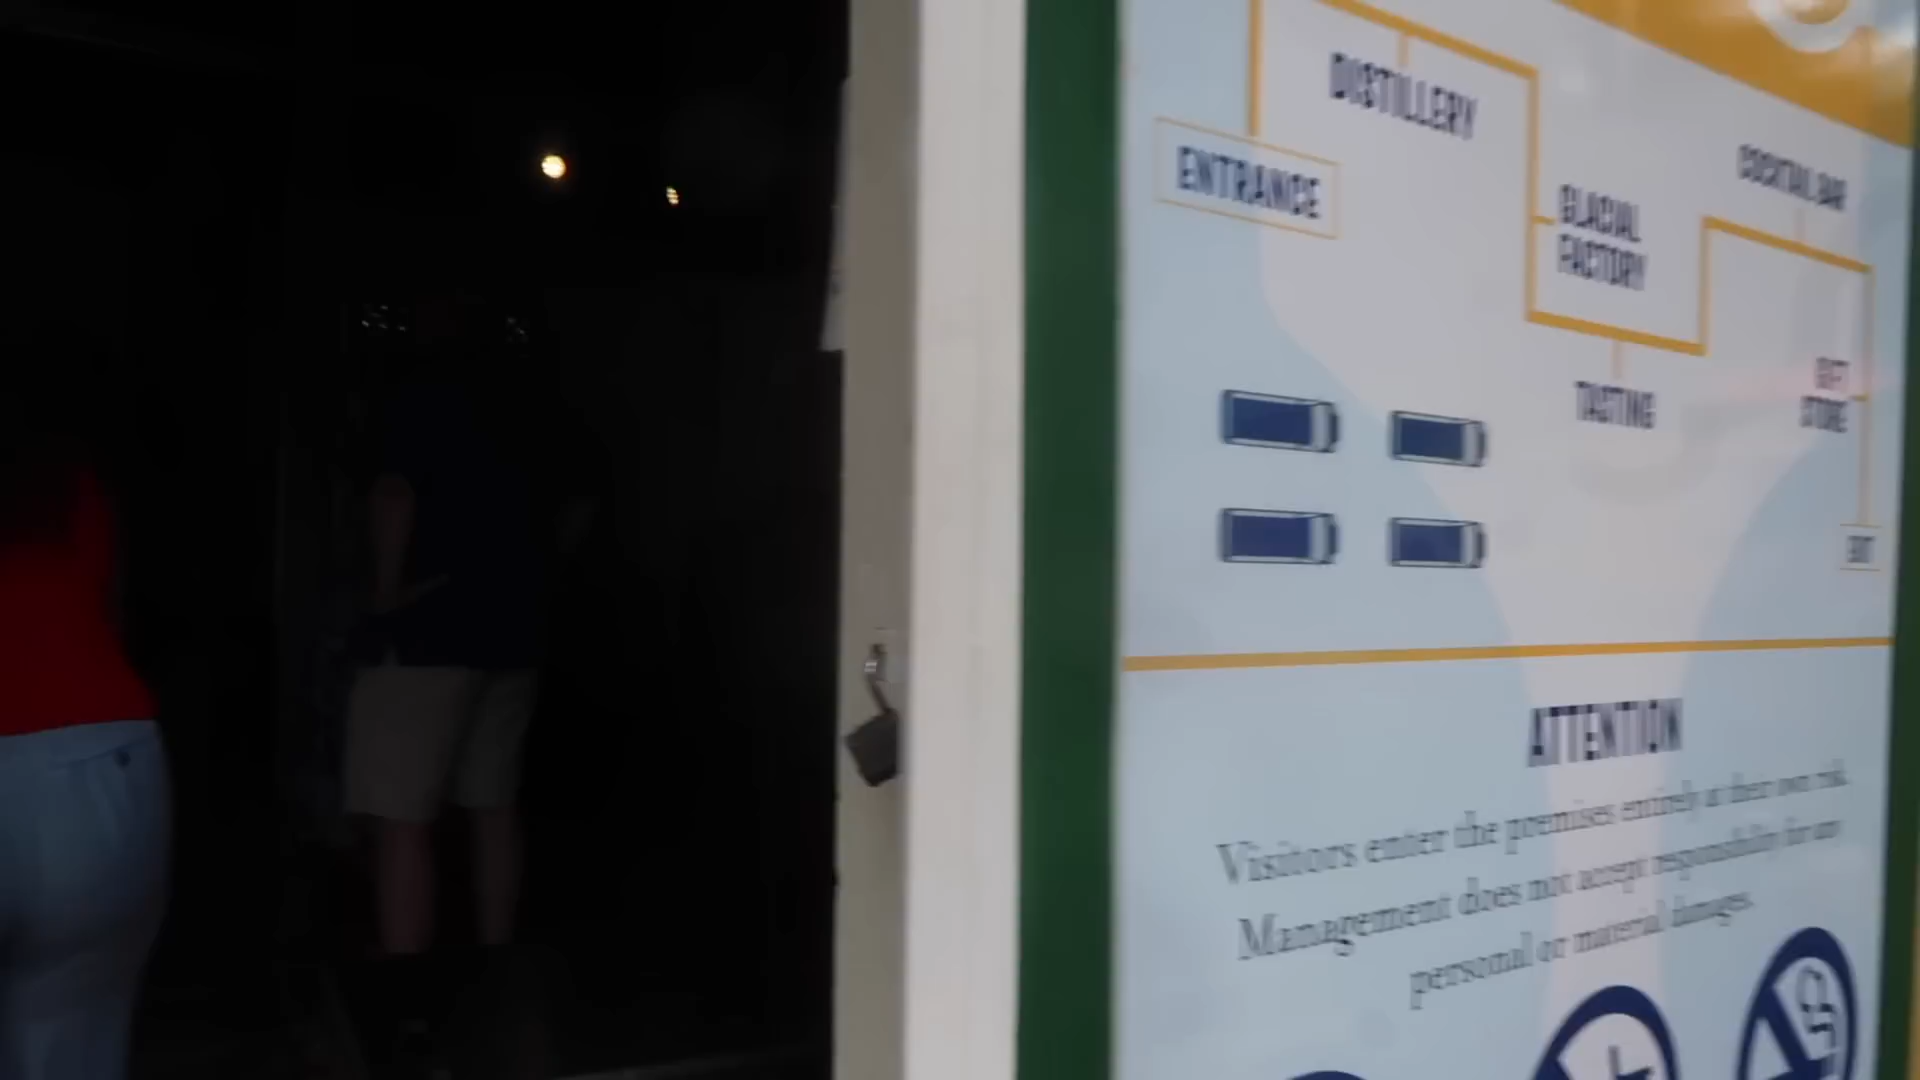 DISTILLERY
ENTRANCE
COCKTAIL BAR
GLACIAL
FACTORY
TASTING
GIFT
STORE
EXIT
ATTENTION
Visitors enter the premises entirely at their own risk.
Management does not accept responsibility for any
personal or material damages.